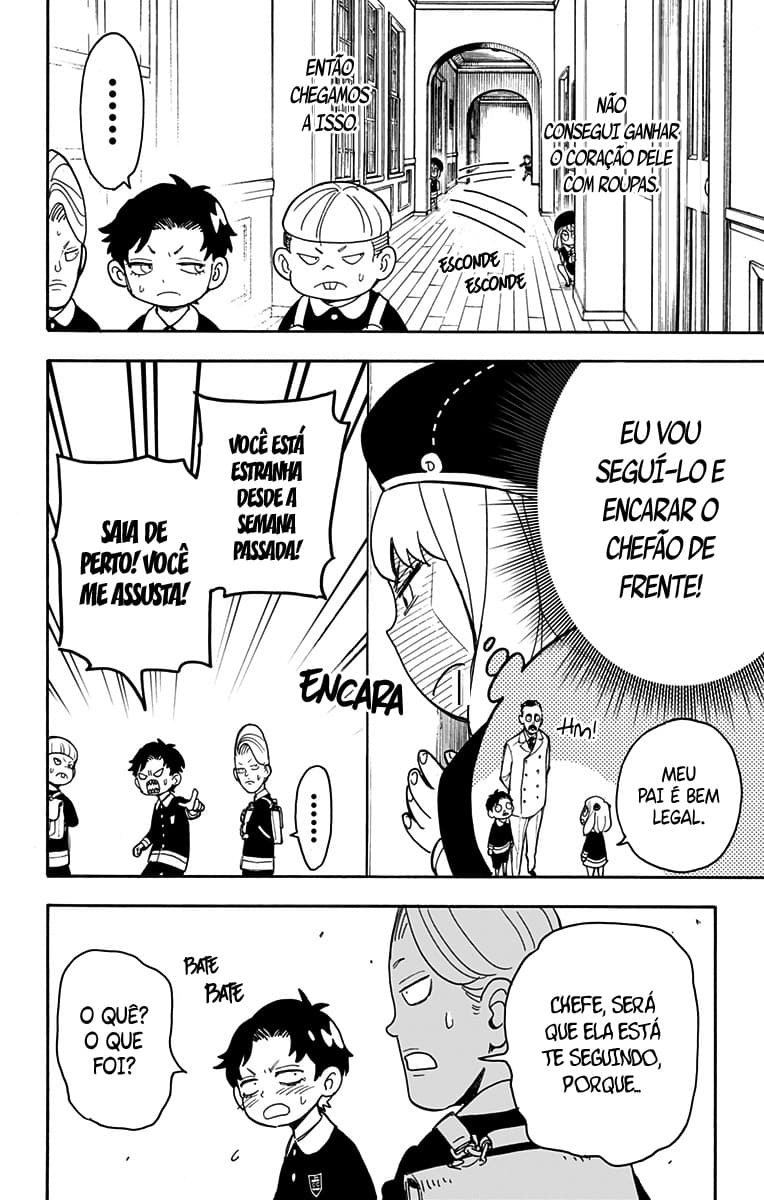 NÃO
CONSEGUI GANHAR
O CORAÇÃO DELE
COM ROUPAS.
ENTÃO
CHEGAMOS
A ISSO.
ESCONDE
ESCONDE
......
EU VOU
SEGUÍ-LO E
ENCARAR O
CHEFÃO DE
FRENTE!
HM!
MEU
PAI É BEM
LEGAL.
ENCARA
VOCÊ ESTÁ
ESTRANHA
DESDE A
SEMANA
PASSADA!
SAIA DE
PERTO! VOCÊ
ME ASSUSTA!
.....
CHEFE, SERÁ
QUE ELA ESTÁ
TE SEGUINDO,
PORQUE...
BATE
BATE
O QUÊ?
O QUE
FOI?